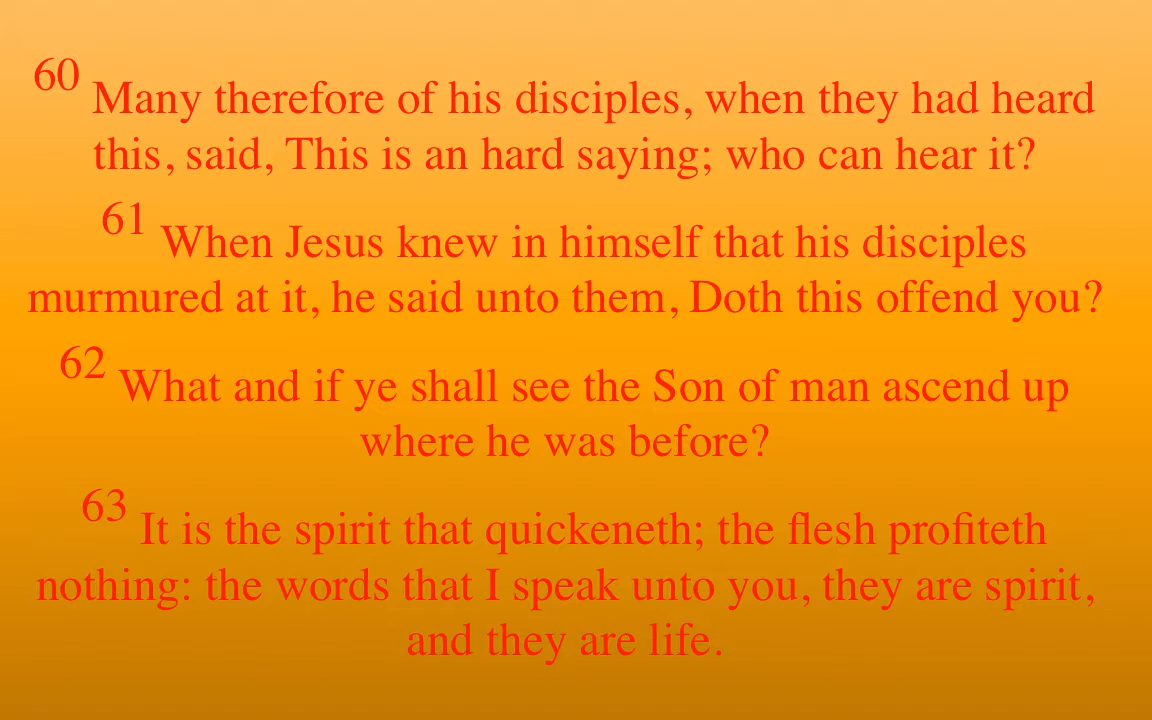 60 Many therefore of his disciples, when they had heard
this, said, This is an hard saying; who can hear it?
61 When Jesus knew in himself that his disciples
murmured at it, he said unto them, Doth this offend you?
62 What and if ye shall see the Son of man ascend up
where he was before?
63 It is the spirit that quickeneth; the flesh profiteth
nothing: the words that I speak unto you, they are spirit,
and they are life.